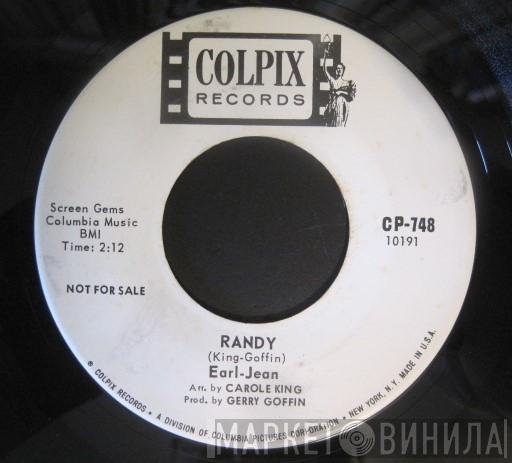 COLPIX
RECORDS
Screen Gems
Columbia Music
BMI
Time: 2:12
CP-748
10191
NOT FOR SALE
RANDY
(King-Goffin)
Earl-Jean
Arr. by CAROLE KING
Prod. by GERRY GOFFIN
® COLPIX RECORDS, A DIVISION OF COLUMBIA PICTURES CORPORATION • NEW YORK, N.Y. MADE IN U.S.A.
МАРКЕТ ВИНИЛА